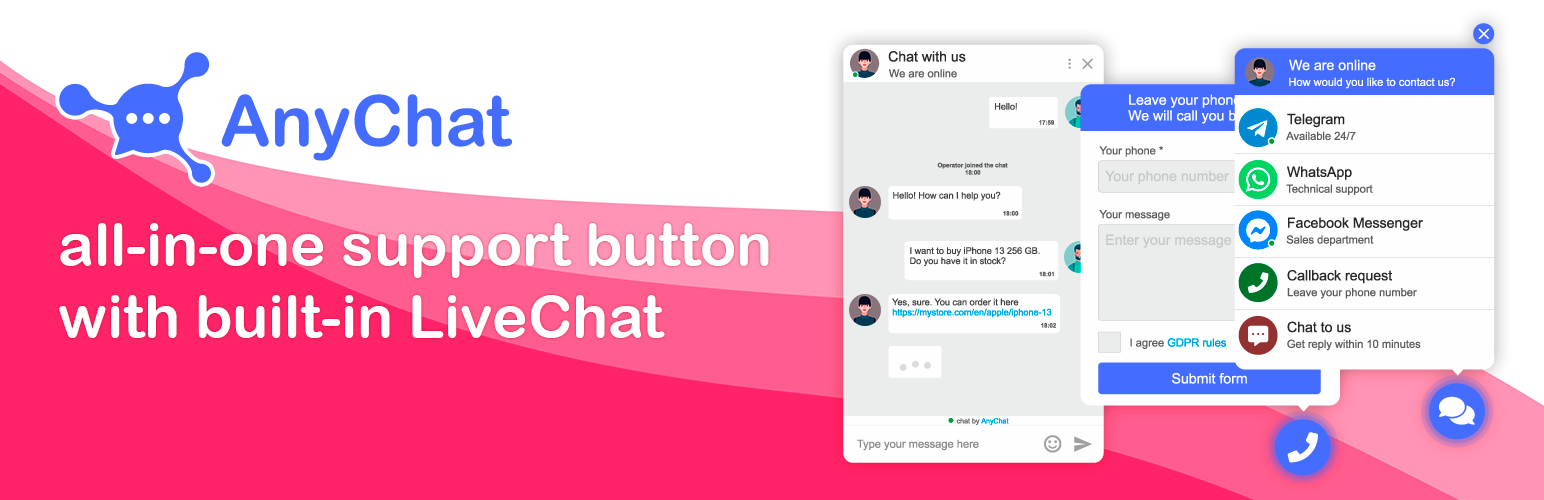 AnyChat
all-in-one support button
with built-in LiveChat
Chat with us
We are online
Hello!
17:59
Operator joined the chat
18:00
Hello! How can I help you?
18:00
I want to buy iPhone 13 256 GB.
Do you have it in stock?
18:01
Yes, sure. You can order it here
https://mystore.com/en/apple/iphone-13
18:02
chat by AnyChat
Type your message here
Leave your phon
We will call you b
Your phone *
Your phone number
Your message
Enter your message
I agree GDPR rules
Submit form
We are online
How would you like to contact us?
Telegram
Available 24/7
WhatsApp
Technical support
Facebook Messenger
Sales department
Callback request
Leave your phone number
Chat to us
Get reply within 10 minutes